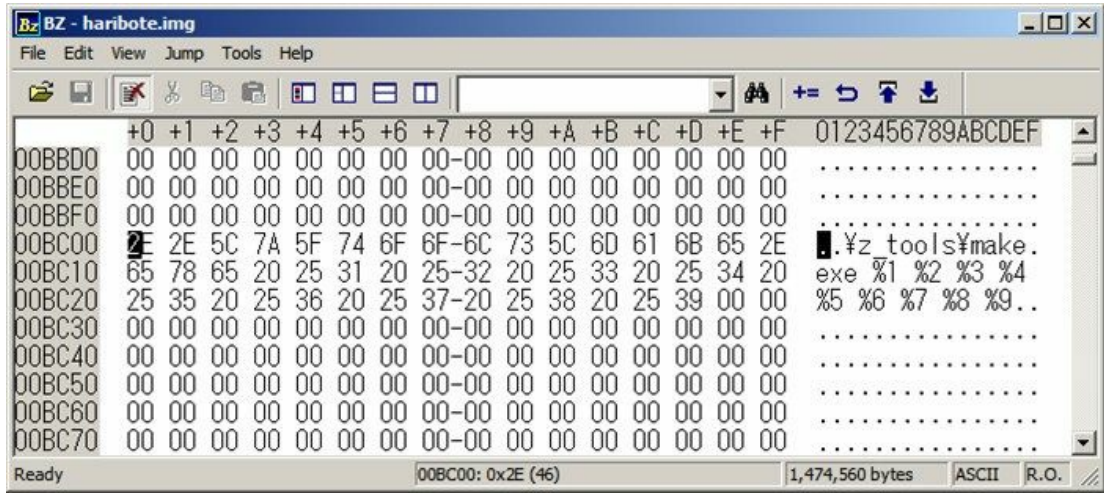 BZ - haribote.img
File Edit View Jump Tools Help
+0 +1 +2 +3 +4 +5 +6 +7 +8 +9 +A +B +C +D +E +F 0123456789ABCDEF
00BBD0 00 00 00 00 00 00 00 00-00 00 00 00 00 00 00 00 ................
00BBE0 00 00 00 00 00 00 00 00-00 00 00 00 00 00 00 00 ................
00BBF0 00 00 00 00 00 00 00 00-00 00 00 00 00 00 00 00 ................
00BC00 2E 2E 5C 7A 5F 74 6F 6F-6C 73 5C 6D 61 6B 65 2E ..¥z_tools¥make.
00BC10 65 78 65 20 25 31 20 25-32 20 25 33 20 25 34 20 exe %1 %2 %3 %4
00BC20 25 35 20 25 36 20 25 37-20 25 38 20 25 39 00 00 %5 %6 %7 %8 %9..
00BC30 00 00 00 00 00 00 00 00-00 00 00 00 00 00 00 00 ................
00BC40 00 00 00 00 00 00 00 00-00 00 00 00 00 00 00 00 ................
00BC50 00 00 00 00 00 00 00 00-00 00 00 00 00 00 00 00 ................
00BC60 00 00 00 00 00 00 00 00-00 00 00 00 00 00 00 00 ................
00BC70 00 00 00 00 00 00 00 00-00 00 00 00 00 00 00 00 ................
Ready 00BC00: 0x2E (46) 1,474,560 bytes ASCII R.O.